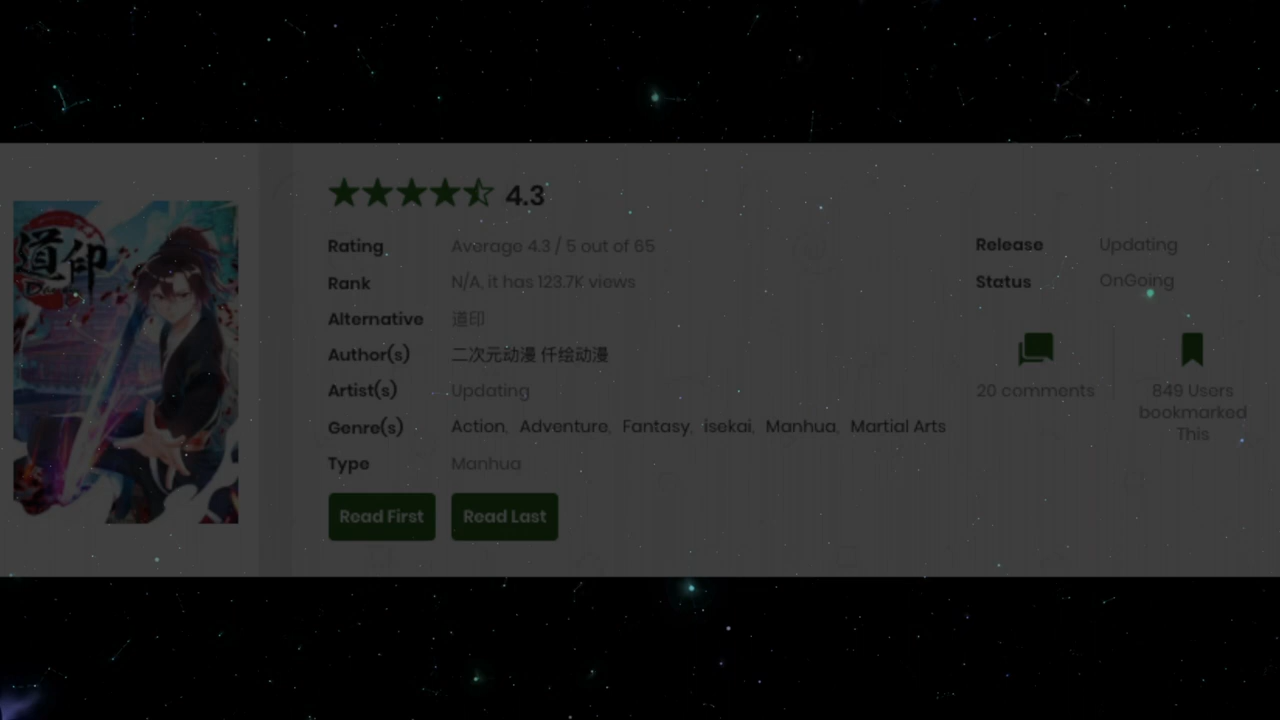 道印
4.3
Rating Average 4.3 / 5 out of 65
Rank N/A, it has 123.7K views
Alternative 道印
Author(s) 二次元动漫 仟绘动漫
Artist(s) Updating
Genre(s) Action, Adventure, Fantasy, isekai, Manhua, Martial Arts
Type Manhua
Read First Read Last
Release Updating
Status OnGoing
20 comments
849 Users
bookmarked
This